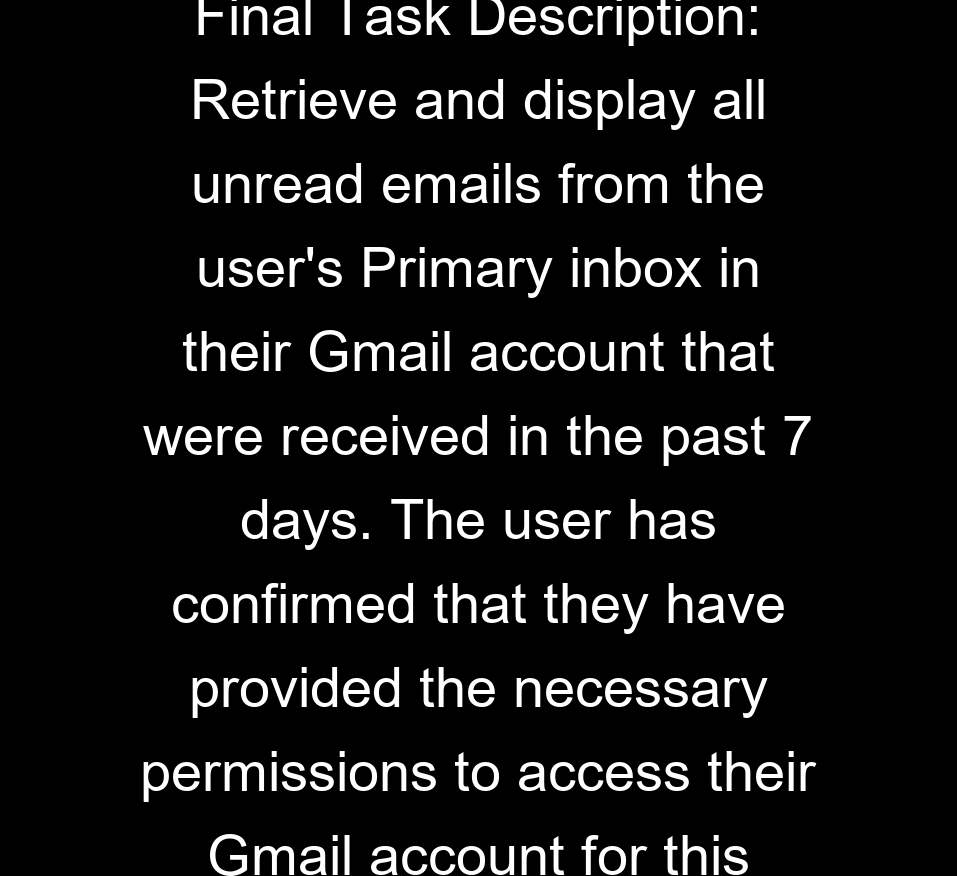 Final Task Description:
Retrieve and display all
unread emails from the
user's Primary inbox in
their Gmail account that
were received in the past 7
days. The user has
confirmed that they have
provided the necessary
permissions to access their
Gmail account for this